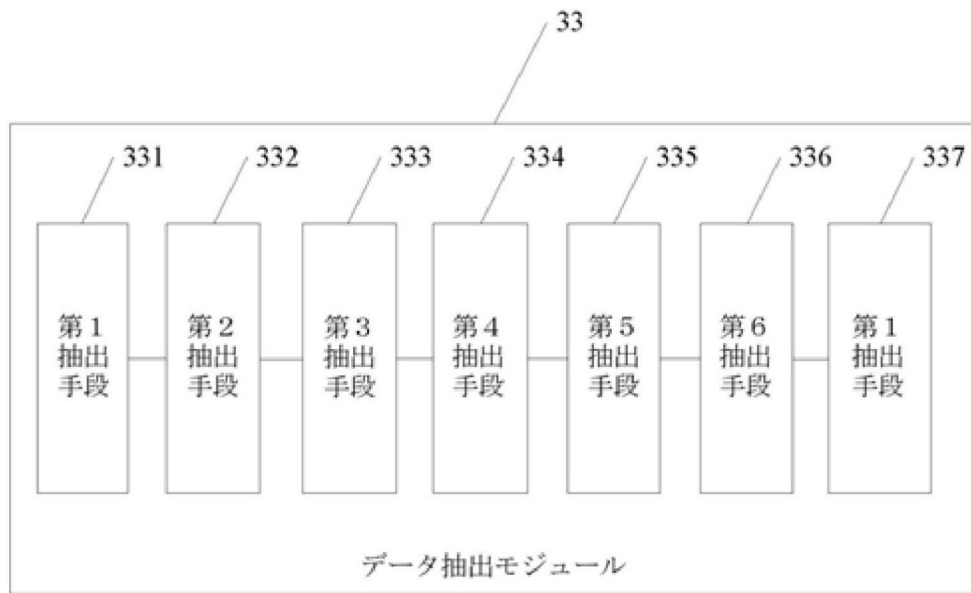 33
331
332
333
334
335
336
337
第1
抽出
手段
第2
抽出
手段
第3
抽出
手段
第4
抽出
手段
第5
抽出
手段
第6
抽出
手段
第1
抽出
手段
データ抽出モジュール